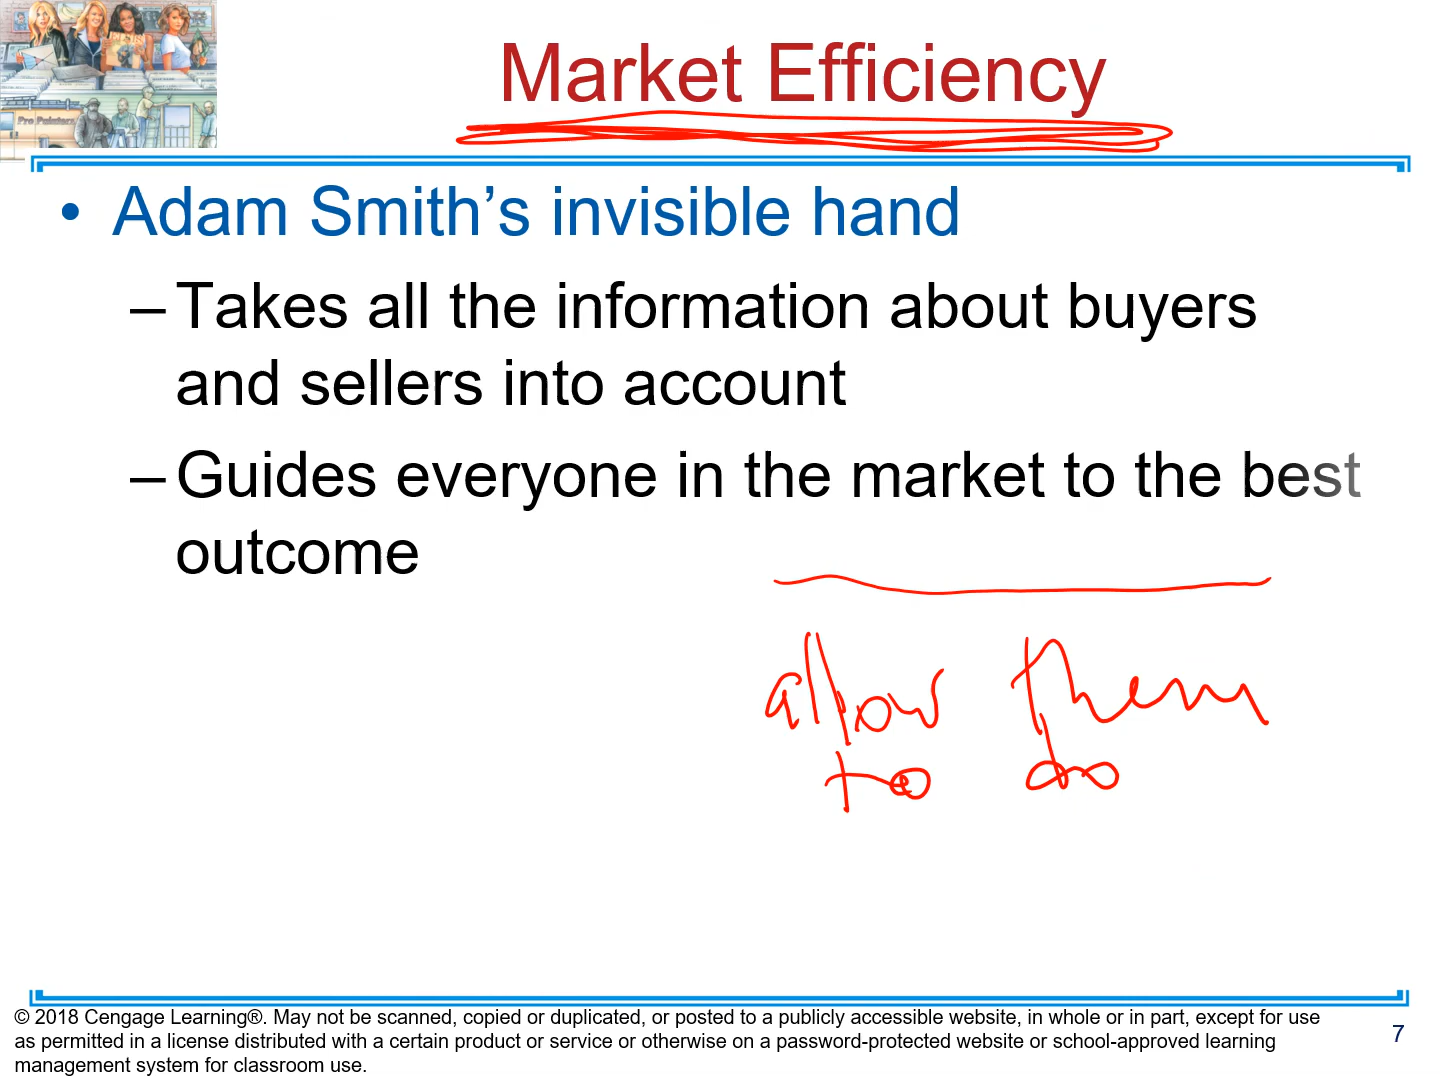 Pro Painters
Market Efficiency
• Adam Smith’s invisible hand
– Takes all the information about buyers
and sellers into account
– Guides everyone in the market to the best
outcome
allow them
to do
© 2018 Cengage Learning®. May not be scanned, copied or duplicated, or posted to a publicly accessible website, in whole or in part, except for use
as permitted in a license distributed with a certain product or service or otherwise on a password-protected website or school-approved learning
management system for classroom use.
7